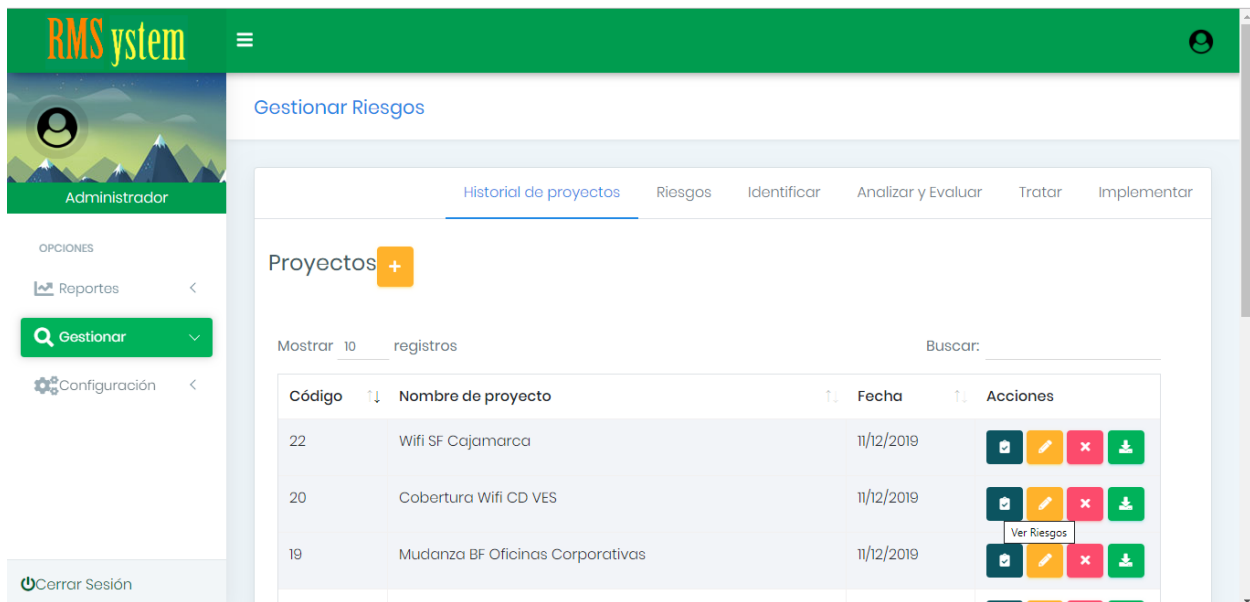 RMS ystem
Gestionar Riesgos
Administrador
OPCIONES
Reportes
Gestionar
Configuración
Cerrar Sesión
Historial de proyectos Riesgos Identificar Analizar y Evaluar Tratar Implementar
Proyectos +
Mostrar 10 registros Buscar:
Código Nombre de proyecto Fecha Acciones
22 Wifi SF Cajamarca 11/12/2019
20 Cobertura Wifi CD VES 11/12/2019
Ver Riesgos
19 Mudanza BF Oficinas Corporativas 11/12/2019